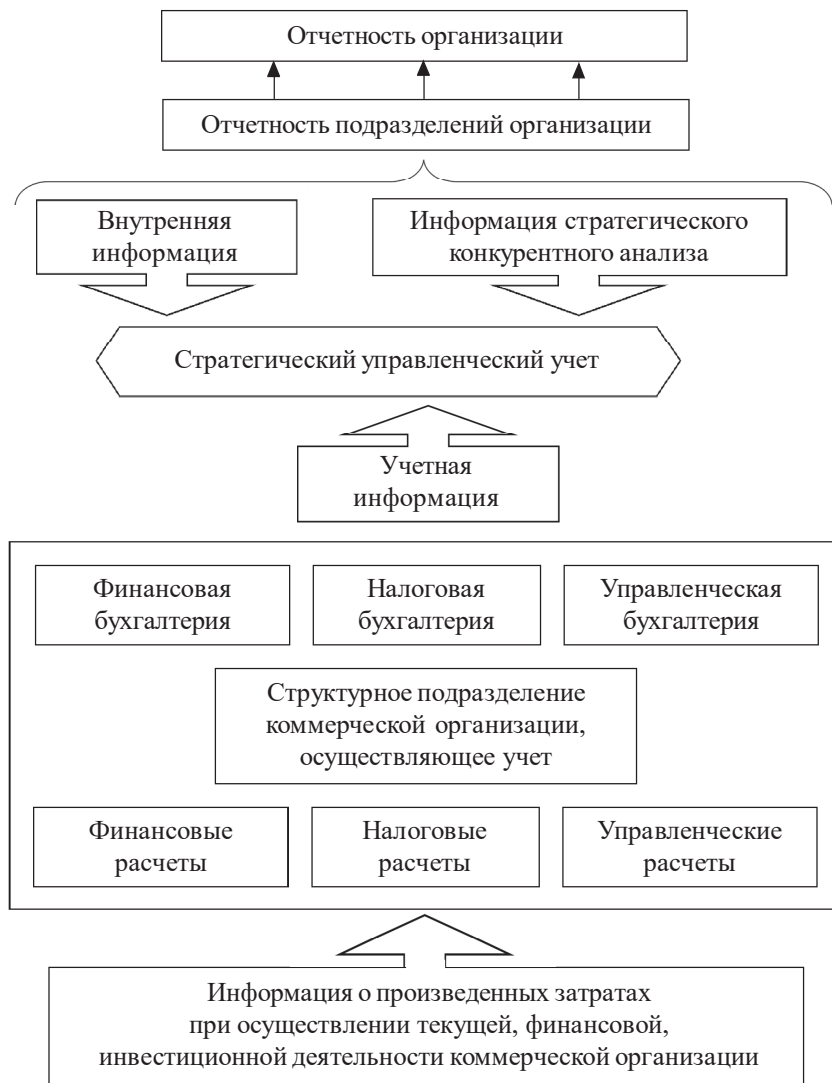 Отчетность организации
Отчетность подразделений организации
Внутренняя
информация
Информация стратегического
конкурентного анализа
Стратегический управленческий учет
Учетная
информация
Финансовая
бухгалтерия
Налоговая
бухгалтерия
Управленческая
бухгалтерия
Структурное подразделение
коммерческой организации,
осуществляющее учет
Финансовые
расчеты
Налоговые
расчеты
Управленческие
расчеты
Информация о произведенных затратах
при осуществлении текущей, финансовой,
инвестиционной деятельности коммерческой организации